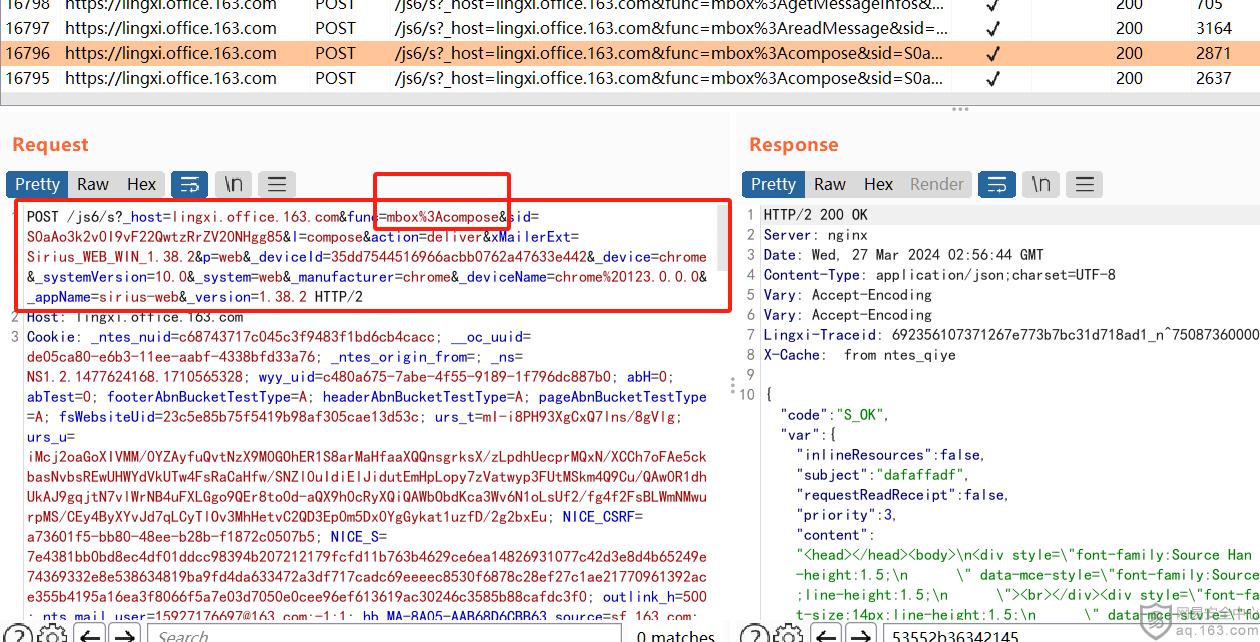 16798 https://lingxi.office.163.com POST /js6/s?_host=lingxi.office.163.com&func=mbox%3AgetMessageInfos&... ✓ 200 705
16797 https://lingxi.office.163.com POST /js6/s?_host=lingxi.office.163.com&func=mbox%3AreadMessage&sid=... ✓ 200 3164
16796 https://lingxi.office.163.com POST /js6/s?_host=lingxi.office.163.com&func=mbox%3Acompose&sid=S0a... ✓ 200 2871
16795 https://lingxi.office.163.com POST /js6/s?_host=lingxi.office.163.com&func=mbox%3Acompose&sid=S0a... ✓ 200 2637
Request
Pretty Raw Hex \n
1 POST /js6/s?_host=lingxi.office.163.com&func=mbox%3Acompose&sid=
S0aAo3k2v0I9vF22QwtzRrZV20NHgg85&l=compose&action=deliver&xMailerExt=
Sirius_WEB_WIN_1.38.2&p=web&_deviceId=35dd7544516966acbb0762a47633e442&_device=chrome
&_systemVersion=10.0&_system=web&_manufacturer=chrome&_deviceName=chrome%20123.0.0.0&
_appName=sirius-web&_version=1.38.2 HTTP/2
2 Host: lingxi.office.163.com
3 Cookie: _ntes_nuid=c68743717c045c3f9483f1bd6cb4cacc; __oc_uuid=
de05ca80-e6b3-11ee-aabf-4338bfd33a76; _ntes_origin_from=; _ns=
NS1.2.1477624168.1710565328; wyy_uid=c480a675-7abe-4f55-9189-1f796dc887b0; abH=0;
abTest=0; footerAbnBucketTestType=A; headerAbnBucketTestType=A; pageAbnBucketTestType
=A; fsWebsiteUid=23c5e85b75f5419b98af305cae13d53c; urs_t=ml-i8PH93XgCxQ7lns/8gVlg;
urs_u=
iMcj2oaGoXIVMM/0YZAyfuQvtNzX9M0G0hER1S8arMaHfaaXQQnsgrksX/zLpdhUecprMQxN/XCCh7oFAe5ck
basNvbsREwUHWYdVkUTw4FsRaCaHfw/SNZI0uIdiElJidutEmHpLopy7zVatwyp3FUtMSkm4Q9Cu/QAw0R1dh
UkAJ9gqjtN7vlWrNB4uFXLGgo9QEr8to0d-aQX9h0cRyXQiQAWbObdKca3Wv6N1oLsUf2/fg4f2FsBLWmNMwu
rpMS/CEy4ByXYvJd7qLCyTlOv3MhHetvC2QD3Ep0m5Dx0YgGykat1uzfD/2g2bxEu; NICE_CSRF=
a73601f5-bb80-48ee-b28b-f1872c0507b5; NICE_S=
7e4381bb0bd8ec4df01ddcc98394b207212179fcfd11b763b4629ce6ea14826931077c42d3e8d4b65249e
74369332e8e538634819ba9fd4da633472a3df717cadc69eeeec8530f6878c28ef27c1ae21770961392ac
e355b4195a16ea3f8066f5a7e03d7050e0cee96ef613619ac30246c3585b88cafdc3f0; outlink_h=500
; nts_mail_user=15927176697@163.com:-1:1; hb_MA-8A05-AAB68D6CBB63_source=sf.163.com;
Search 0 matches
Response
Pretty Raw Hex Render \n
1 HTTP/2 200 OK
2 Server: nginx
3 Date: Wed, 27 Mar 2024 02:56:44 GMT
4 Content-Type: application/json;charset=UTF-8
5 Vary: Accept-Encoding
6 Vary: Accept-Encoding
7 Lingxi-Traceid: 692356107371267e773b7bc31d718ad1_n^75087360000
8 X-Cache: from ntes_qiye
9
10 {
"code":"S_OK",
"var":{
"inlineResources":false,
"subject":"dafaffadf",
"requestReadReceipt":false,
"priority":3,
"content":
"<head></head><body>\n<div style=\"font-family:Source Han
-height:1.5;\n \" data-mce-style=\"font-family:Source
;line-height:1.5;\n \"><br></div><div style=\"font-fa
t-size:14px;line-height:1.5;\n \" data-mce-style=\"fo
53552b36342145
网易安全中心
aq.163.com